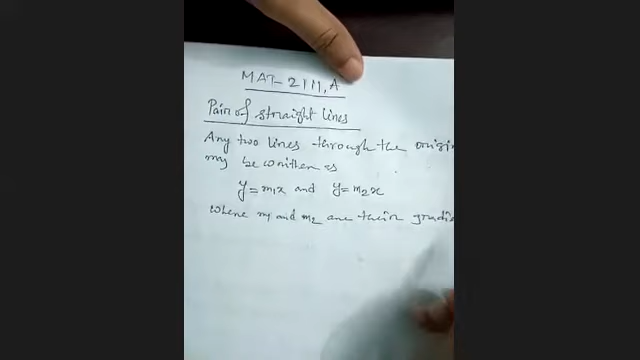 MAT-2111, A
Pair of straight lines
Any two lines through the origin
may be written as
y = m₁x and y = m₂x
where m₁ and m₂ are their